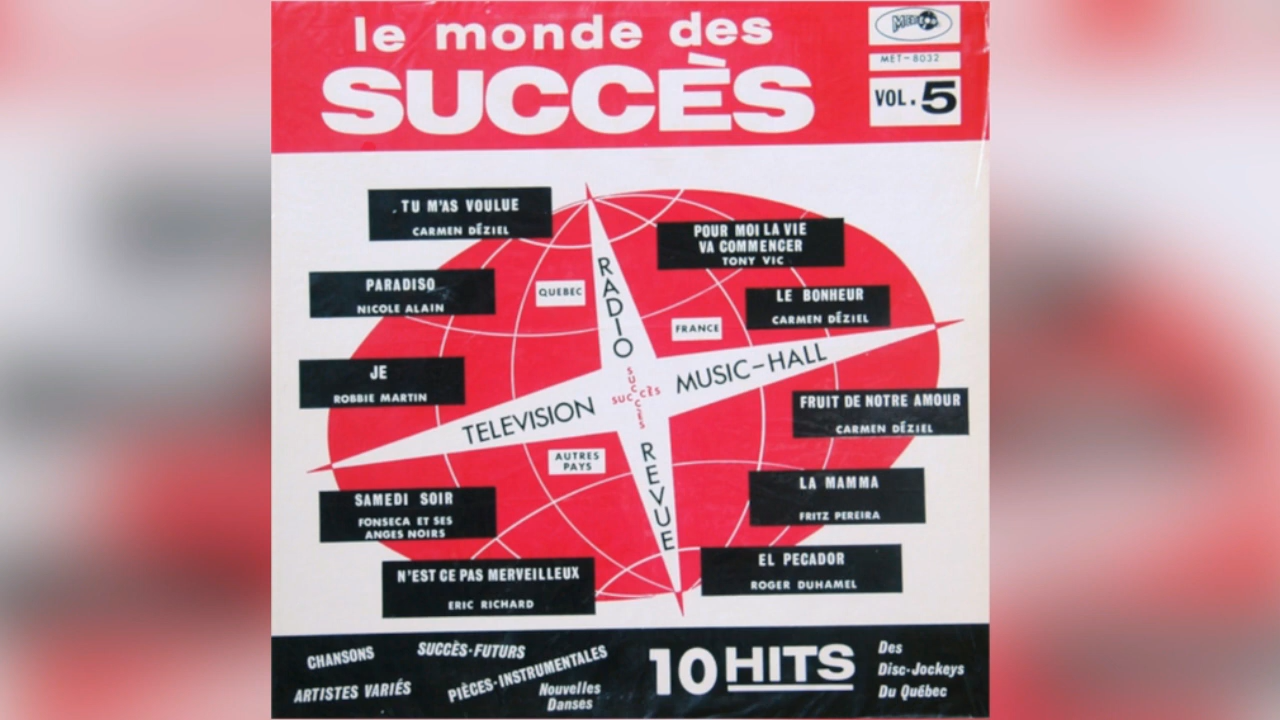 le monde des
SUCCÈS
MET-8032
VOL. 5
TU M'AS VOULUE
CARMEN DÉZIEL
POUR MOI LA VIE
VA COMMENCER
TONY VIC
PARADISO
NICOLE ALAIN
QUEBEC
LE BONHEUR
CARMEN DÉZIEL
FRANCE
RADIO
JE
ROBBIE MARTIN
MUSIC-HALL
SUCCÈS
SUCCÈS
TELEVISION
FRUIT DE NOTRE AMOUR
CARMEN DÉZIEL
AUTRES
PAYS
REVUE
SAMEDI SOIR
FONSECA ET SES
ANGES NOIRS
LA MAMMA
FRITZ PEREIRA
N'EST CE PAS MERVEILLEUX
ERIC RICHARD
EL PECADOR
ROGER DUHAMEL
CHANSONS
SUCCÈS-FUTURS
ARTISTES VARIÉS
PIÈCES-INSTRUMENTALES
Nouvelles
Danses
10 HITS
Des
Disc-Jockeys
Du Québec